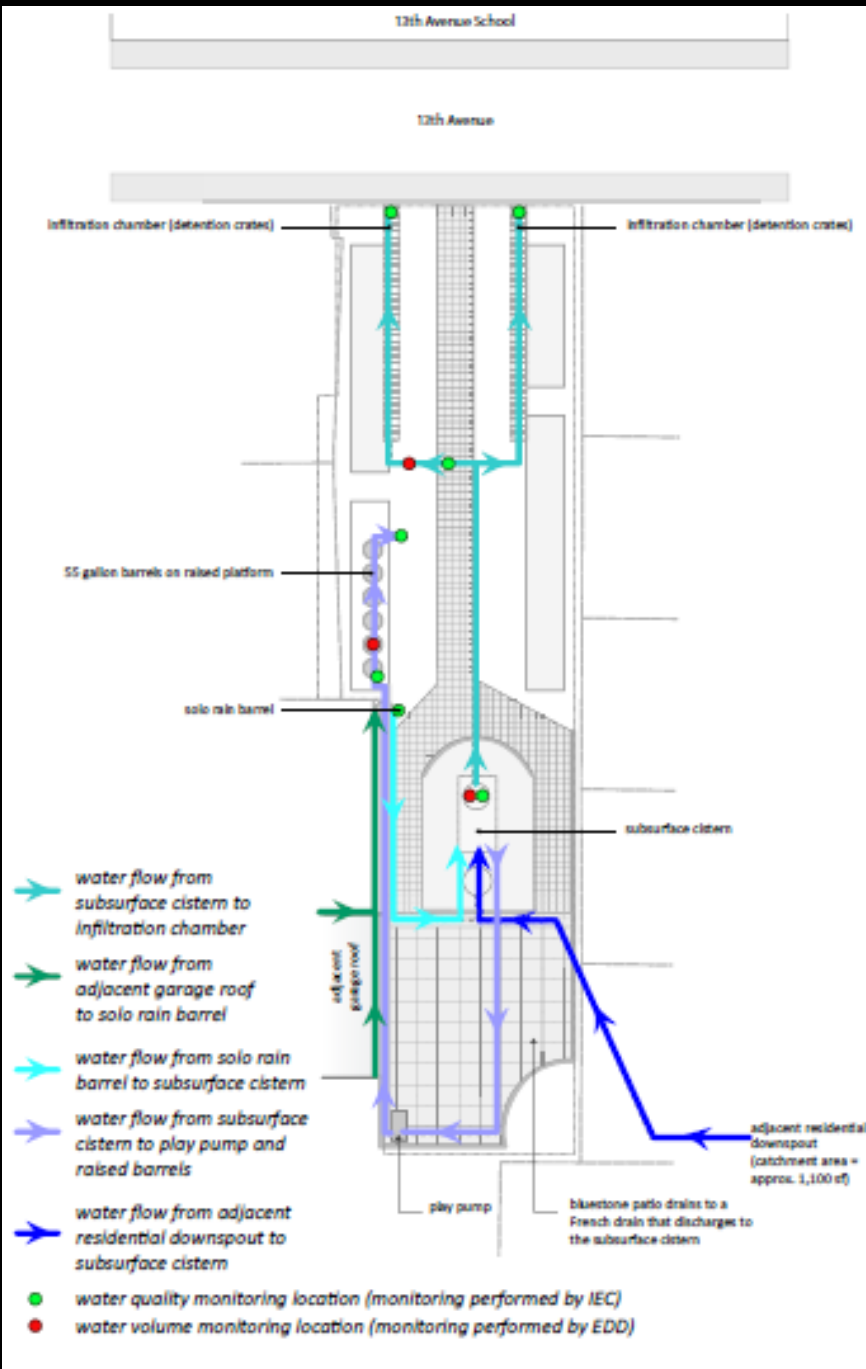 13th Avenue School
13th Avenue
infiltration chamber (detention crates)
infiltration chamber (detention crates)
55 gallon barrels on raised platform
solo rain barrel
subsurface cistern
water flow from
subsurface cistern to
infiltration chamber
adjacent
garage roof
water flow from
adjacent garage roof
to solo rain barrel
water flow from solo rain
barrel to subsurface cistern
water flow from subsurface
cistern to play pump and
raised barrels
adjacent residential
downspout
(catchment area =
approx. 1,100 sf)
play pump
bluestone patio drains to a
French drain that discharges to
the subsurface cistern
water flow from adjacent
residential downspout to
subsurface cistern
water quality monitoring location (monitoring performed by IEC)
water volume monitoring location (monitoring performed by EDD)